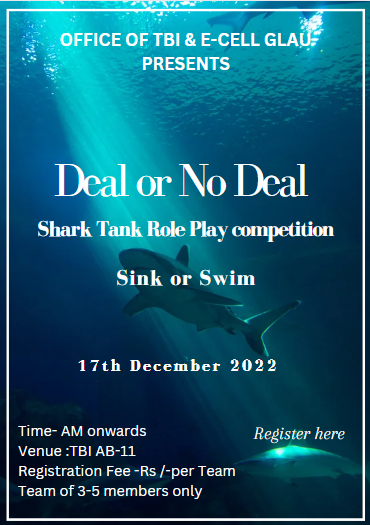 OFFICE OF TBI & E-CELL GLAU-
PRESENTS
Deal or No Deal
Shark Tank Role Play competition
Sink or Swim
17th December 2022
Time- AM onwards
Venue :TBI AB-11
Registration Fee -Rs /-per Team
Team of 3-5 members only
Register here